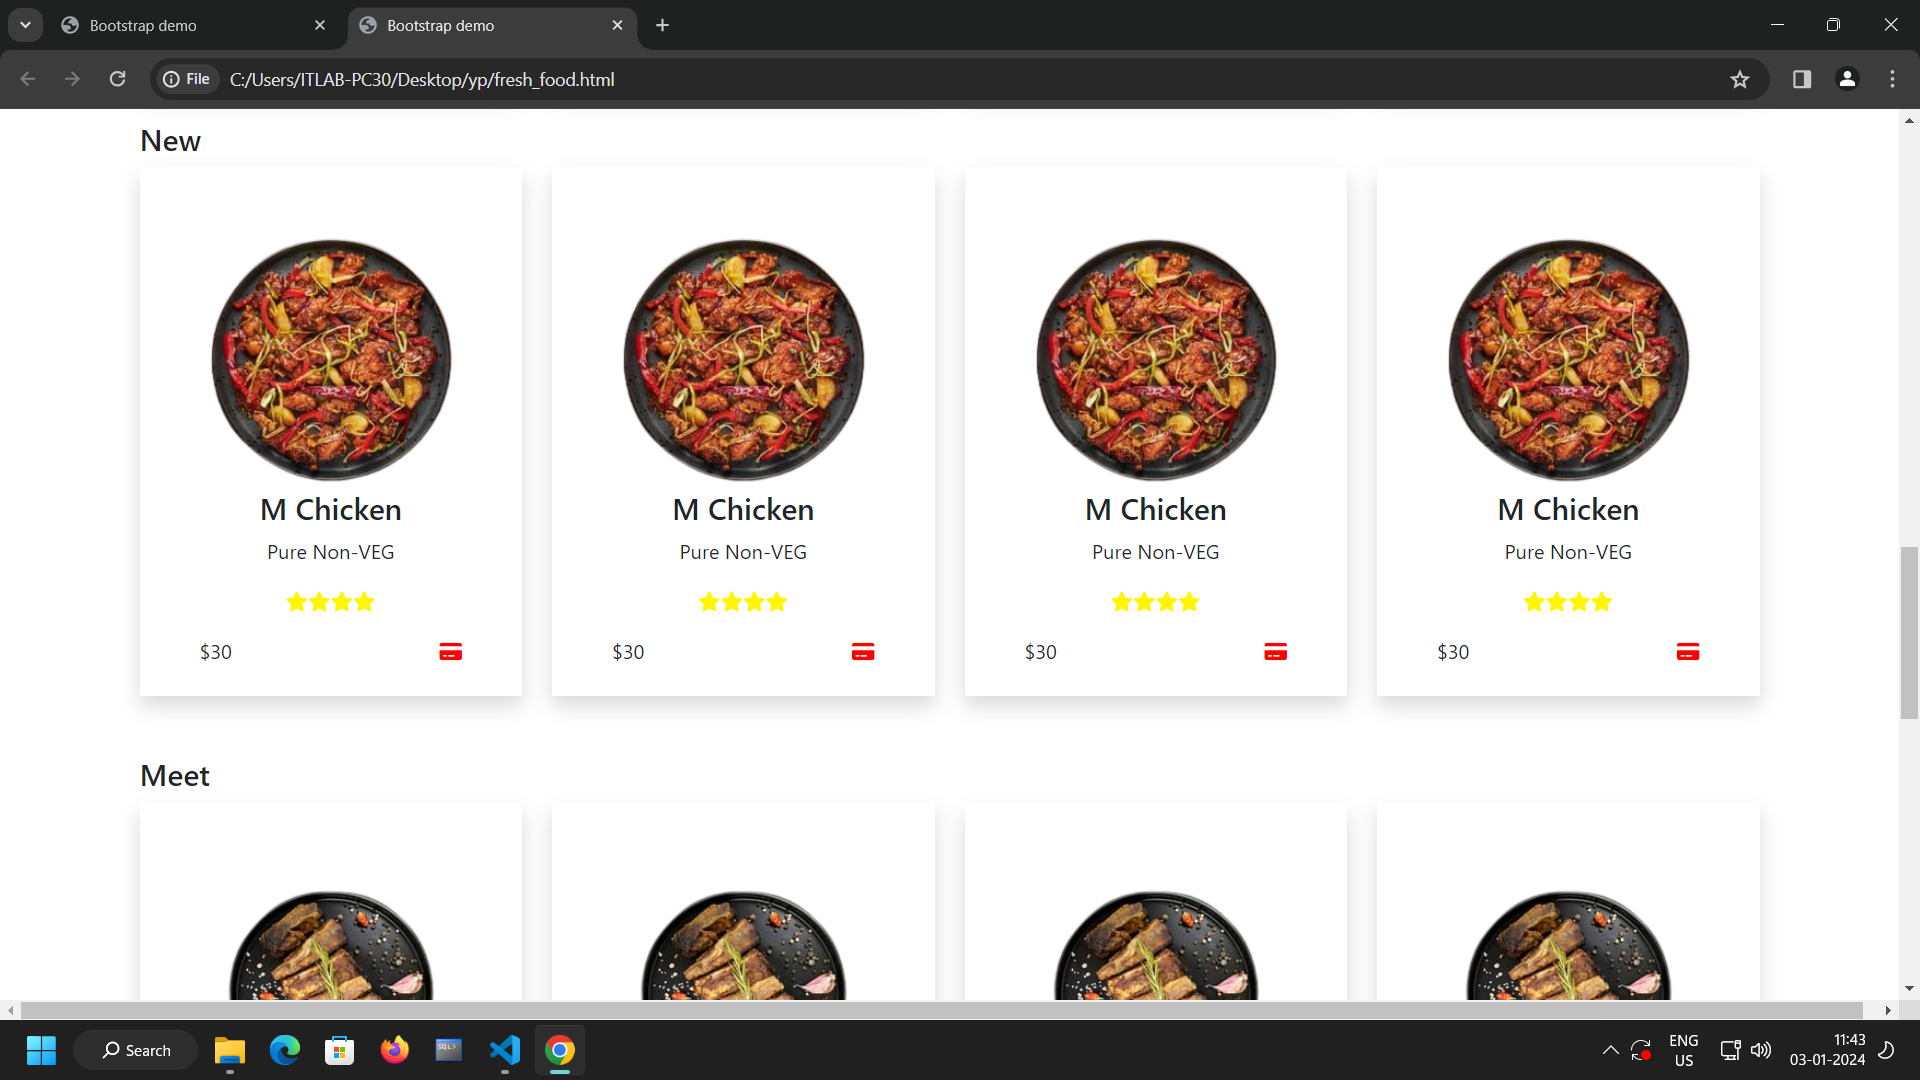 Bootstrap demo
Bootstrap demo
File
C:/Users/ITLAB-PC30/Desktop/yp/fresh_food.html
New
M Chicken M Chicken M Chicken M Chicken
Pure Non-VEG Pure Non-VEG Pure Non-VEG Pure Non-VEG
$30 $30 $30 $30
Meet
Search
SQL>
ENG
US
11:43
03-01-2024